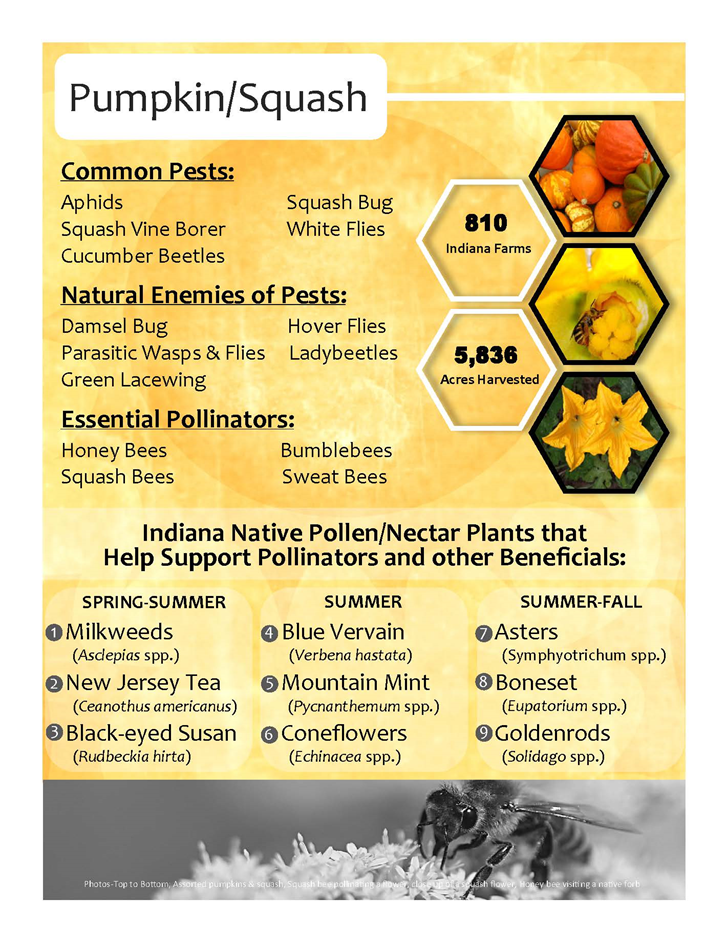 Pumpkin/Squash
Common Pests:
Aphids
Squash Vine Borer
Cucumber Beetles
Squash Bug
White Flies
Natural Enemies of Pests:
Damsel Bug
Parasitic Wasps & Flies
Green Lacewing
Hover Flies
Ladybeetles
Essential Pollinators:
Honey Bees
Squash Bees
Bumblebees
Sweat Bees
810
Indiana Farms
5,836
Acres Harvested
Indiana Native Pollen/Nectar Plants that
Help Support Pollinators and other Beneficials:
SPRING-SUMMER
1 Milkweeds
(Asclepias spp.)
2 New Jersey Tea
(Ceanothus americanus)
3 Black-eyed Susan
(Rudbeckia hirta)
SUMMER
4 Blue Vervain
(Verbena hastata)
5 Mountain Mint
(Pycnanthemum spp.)
6 Coneflowers
(Echinacea spp.)
SUMMER-FALL
7 Asters
(Symphyotrichum spp.)
8 Boneset
(Eupatorium spp.)
9 Goldenrods
(Solidago spp.)
Photos-Top to Bottom, Assorted pumpkins & squash, Squash bee pollinating a flower, close up of a squash flower, Honey bee visiting a native forb